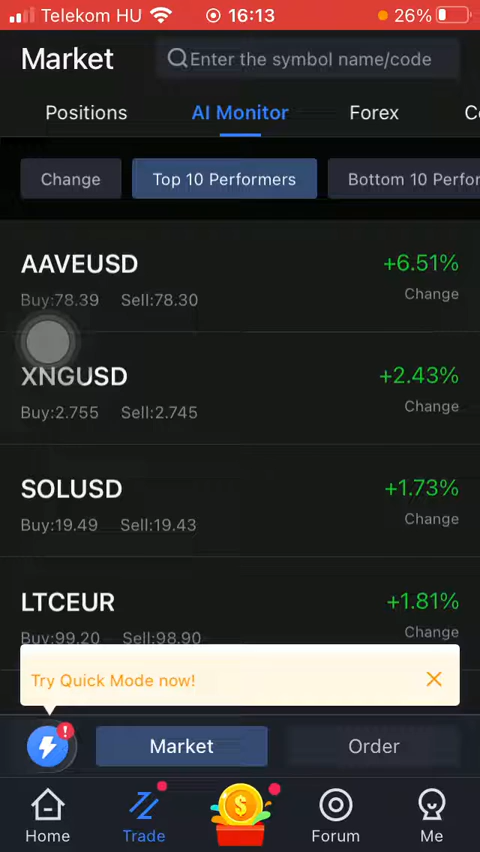 Telekom HU 16:13 26%
Market
Enter the symbol name/code
Positions AI Monitor Forex
Change Top 10 Performers Bottom 10 Perfor
AAVEUSD +6.51%
Buy:78.39 Sell:78.30 Change
XNGUSD +2.43%
Buy:2.755 Sell:2.745 Change
SOLUSD +1.73%
Buy:19.49 Sell:19.43 Change
LTCEUR +1.81%
Buy:99.20 Sell:98.90 Change
Try Quick Mode now!
Market Order
Home Trade Forum Me